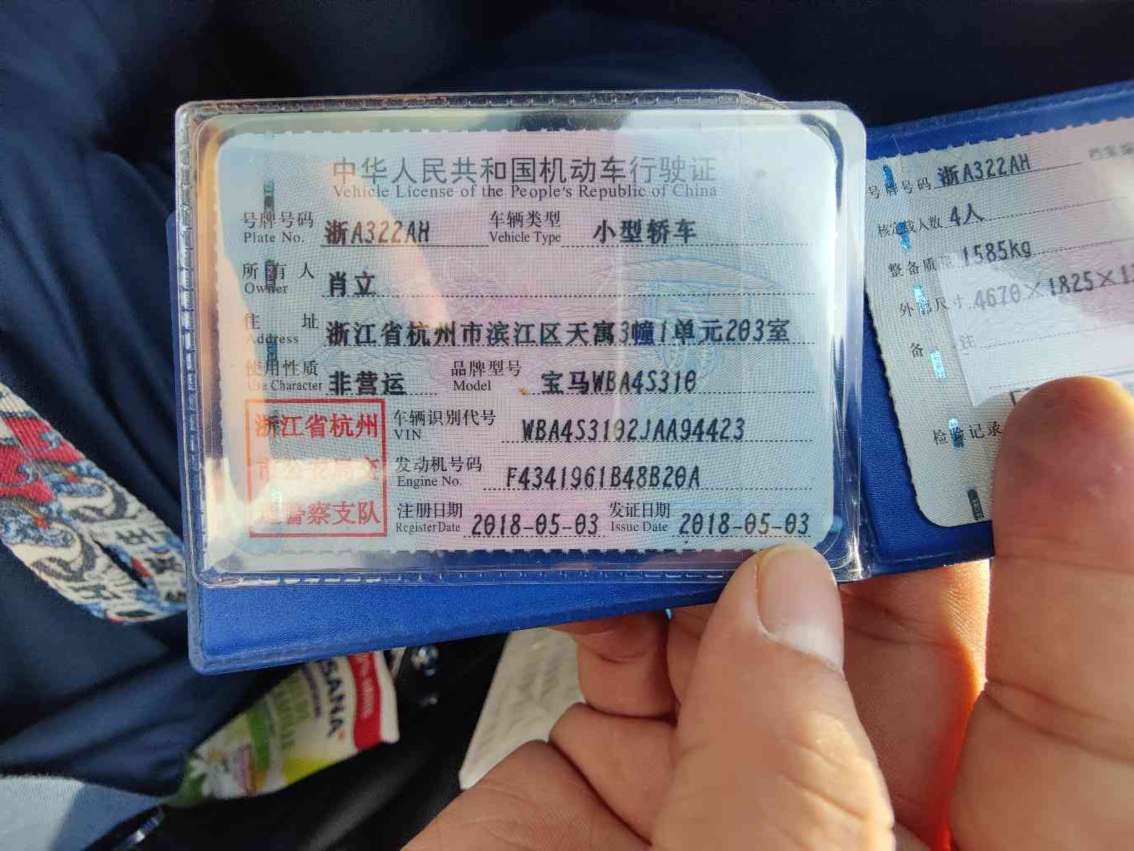 中华人民共和国机动车行驶证
Vehicle License of the People's Republic of China
号牌号码 浙A322AH 车辆类型 小型轿车
Plate No. Vehicle Type
所有人 肖立
Owner
住址 浙江省杭州市滨江区天寓3幢1单元203室
Address
使用性质 非营运 品牌型号 宝马WBA4S310
Use Character Model
浙江省杭州
市公安局交
通警察支队
车辆识别代号 WBA4S3102JAA94423
VIN
发动机号码 F4341961B48B20A
Engine No.
注册日期 2018-05-03 发证日期 2018-05-03
Register Date Issue Date
号牌号码 浙A322AH
核定载人数 4人
整备质量 1585kg
外廓尺寸 4670×1825×
备注
检验记录
SANA